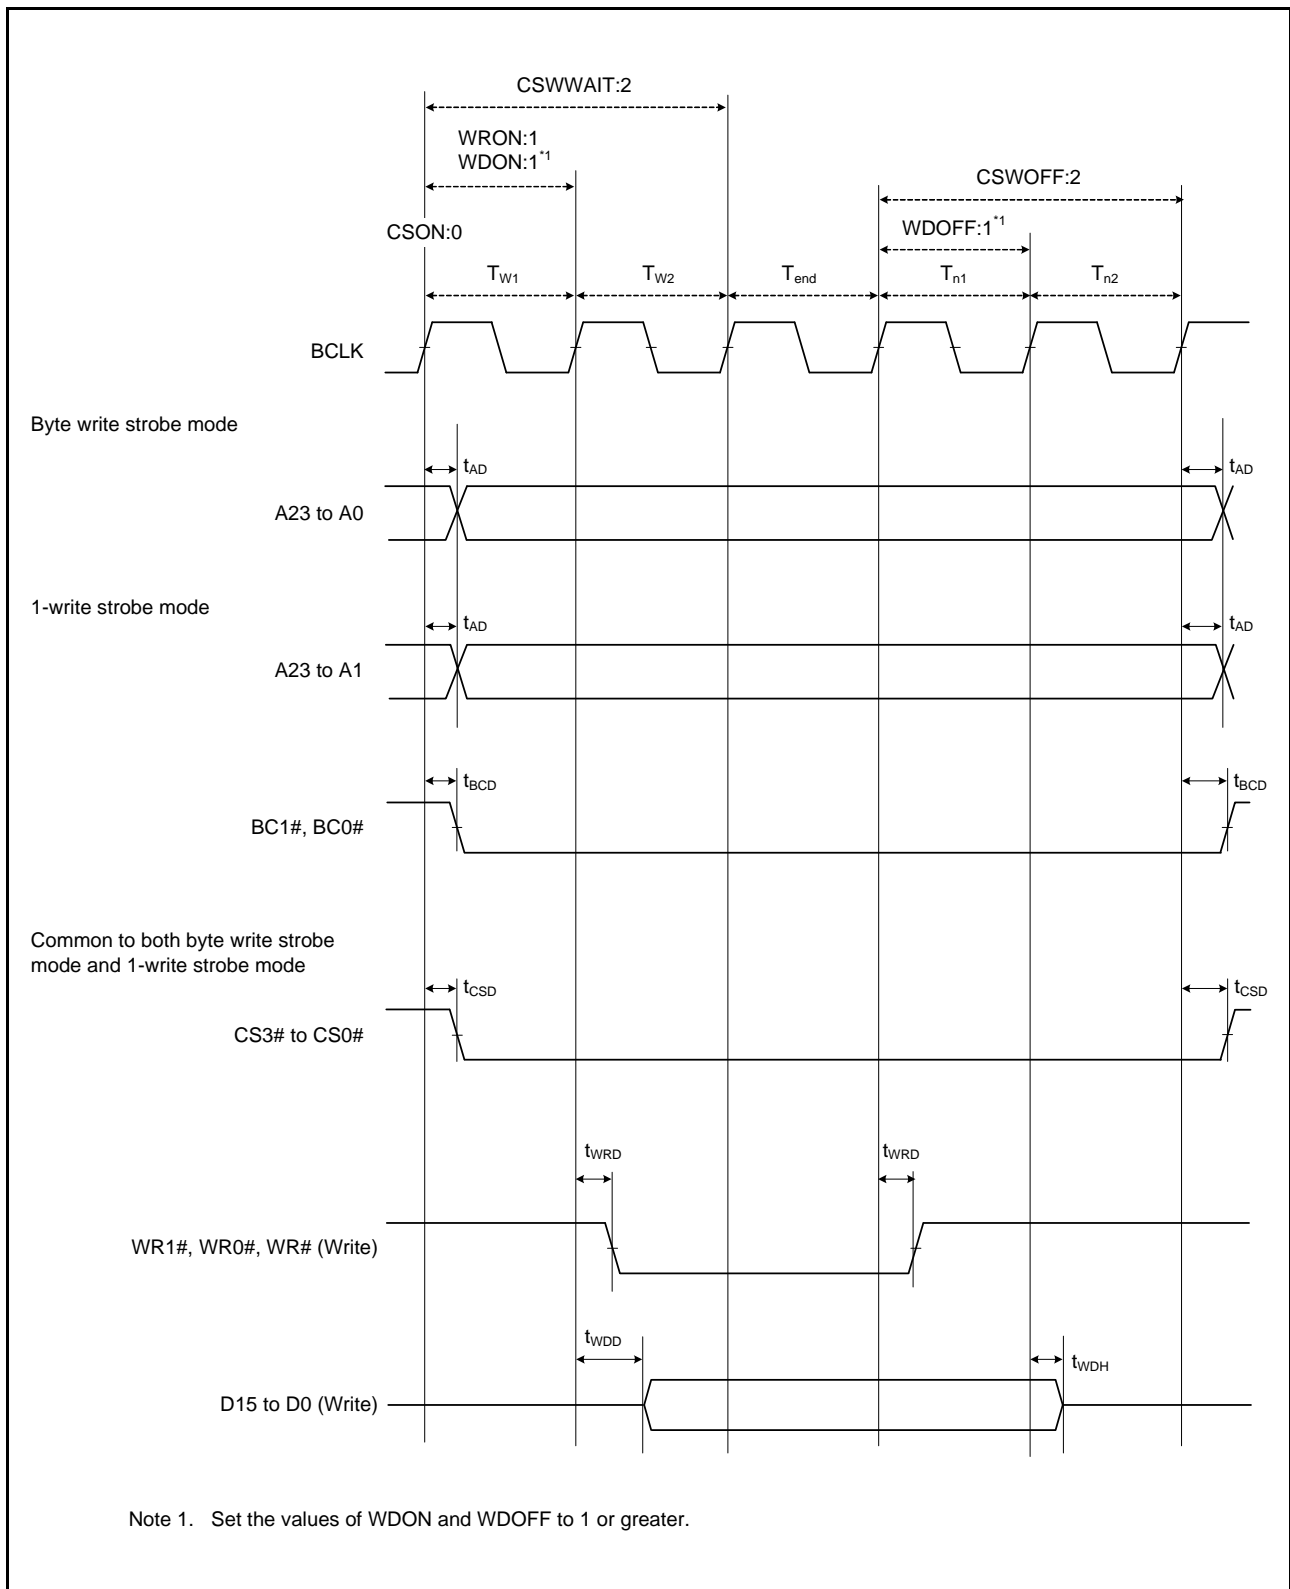 CSWWAIT:2
WRON:1
WDON:1*1
CSWOFF:2
CSON:0
WDOFF:1*1
TW1 TW2 Tend Tn1 Tn2
BCLK
Byte write strobe mode
tAD tAD
A23 to A0
1-write strobe mode
tAD tAD
A23 to A1
tBCD tBCD
BC1#, BC0#
Common to both byte write strobe
mode and 1-write strobe mode
tCSD tCSD
CS3# to CS0#
tWRD tWRD
WR1#, WR0#, WR# (Write)
tWDD tWDH
D15 to D0 (Write)
Note 1. Set the values of WDON and WDOFF to 1 or greater.